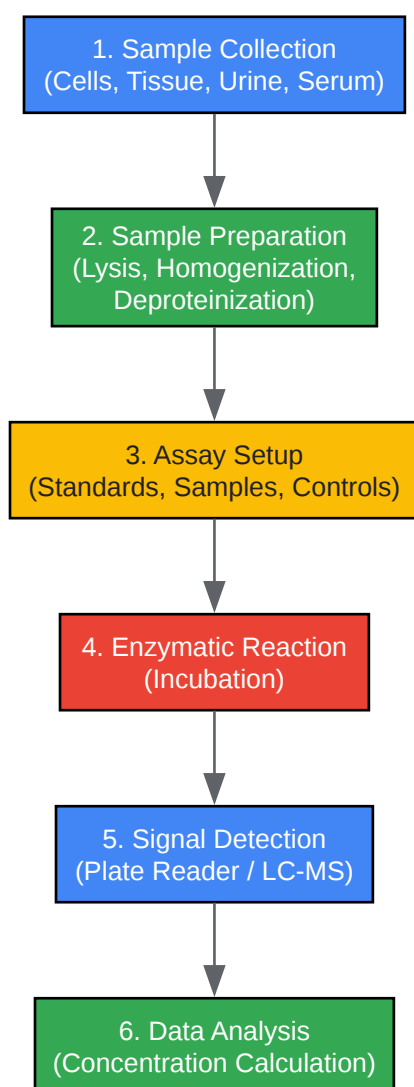 1. Sample Collection
(Cells, Tissue, Urine, Serum)
2. Sample Preparation
(Lysis, Homogenization,
Deproteinization)
3. Assay Setup
(Standards, Samples, Controls)
4. Enzymatic Reaction
(Incubation)
5. Signal Detection
(Plate Reader / LC-MS)
6. Data Analysis
(Concentration Calculation)